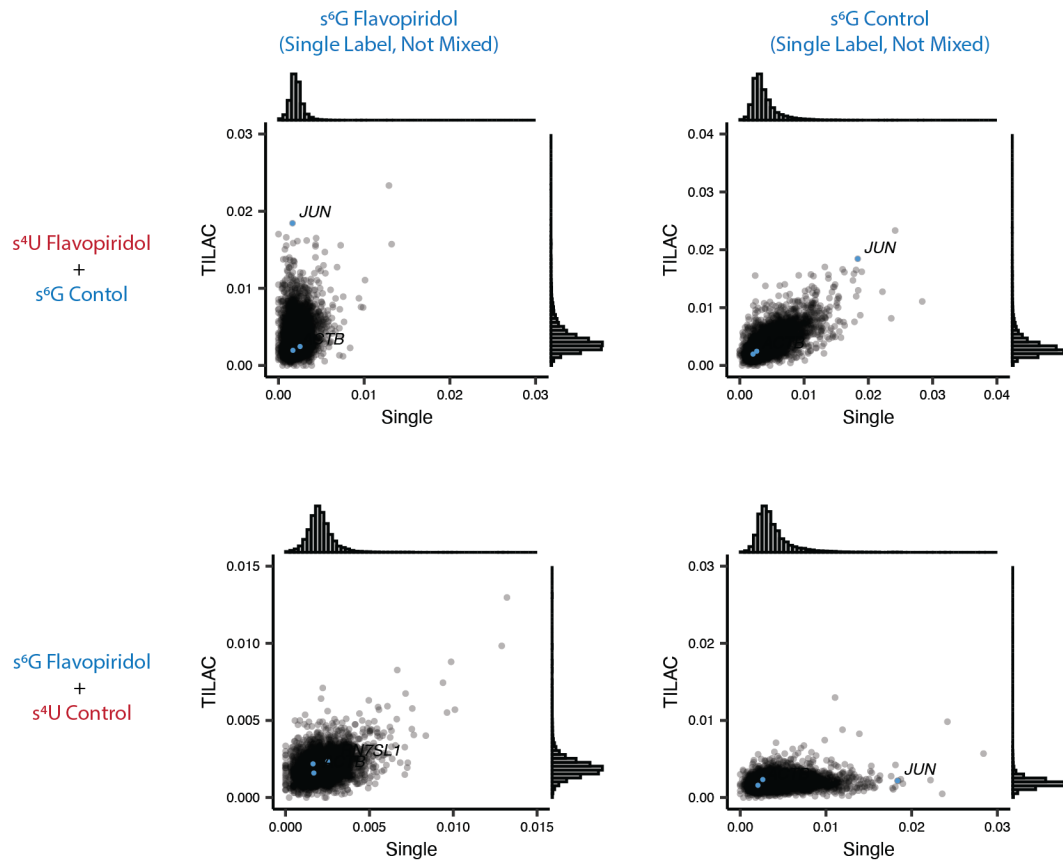 s⁶G Flavopiridol
(Single Label, Not Mixed)
s⁶G Control
(Single Label, Not Mixed)
s⁴U Flavopiridol
+
s⁶G Contol
TILAC
0.03
0.02
0.01
0.00
JUN
0.00 0.01 0.02 0.03
Single
TILAC
0.04
0.03
0.02
0.01
0.00
JUN
0.00 0.01 0.02 0.03 0.04
Single
s⁶G Flavopiridol
+
s⁴U Control
TILAC
0.015
0.010
0.005
0.000
N7SL1
0.000 0.005 0.010 0.015
Single
TILAC
0.03
0.02
0.01
0.00
JUN
0.00 0.01 0.02 0.03
Single